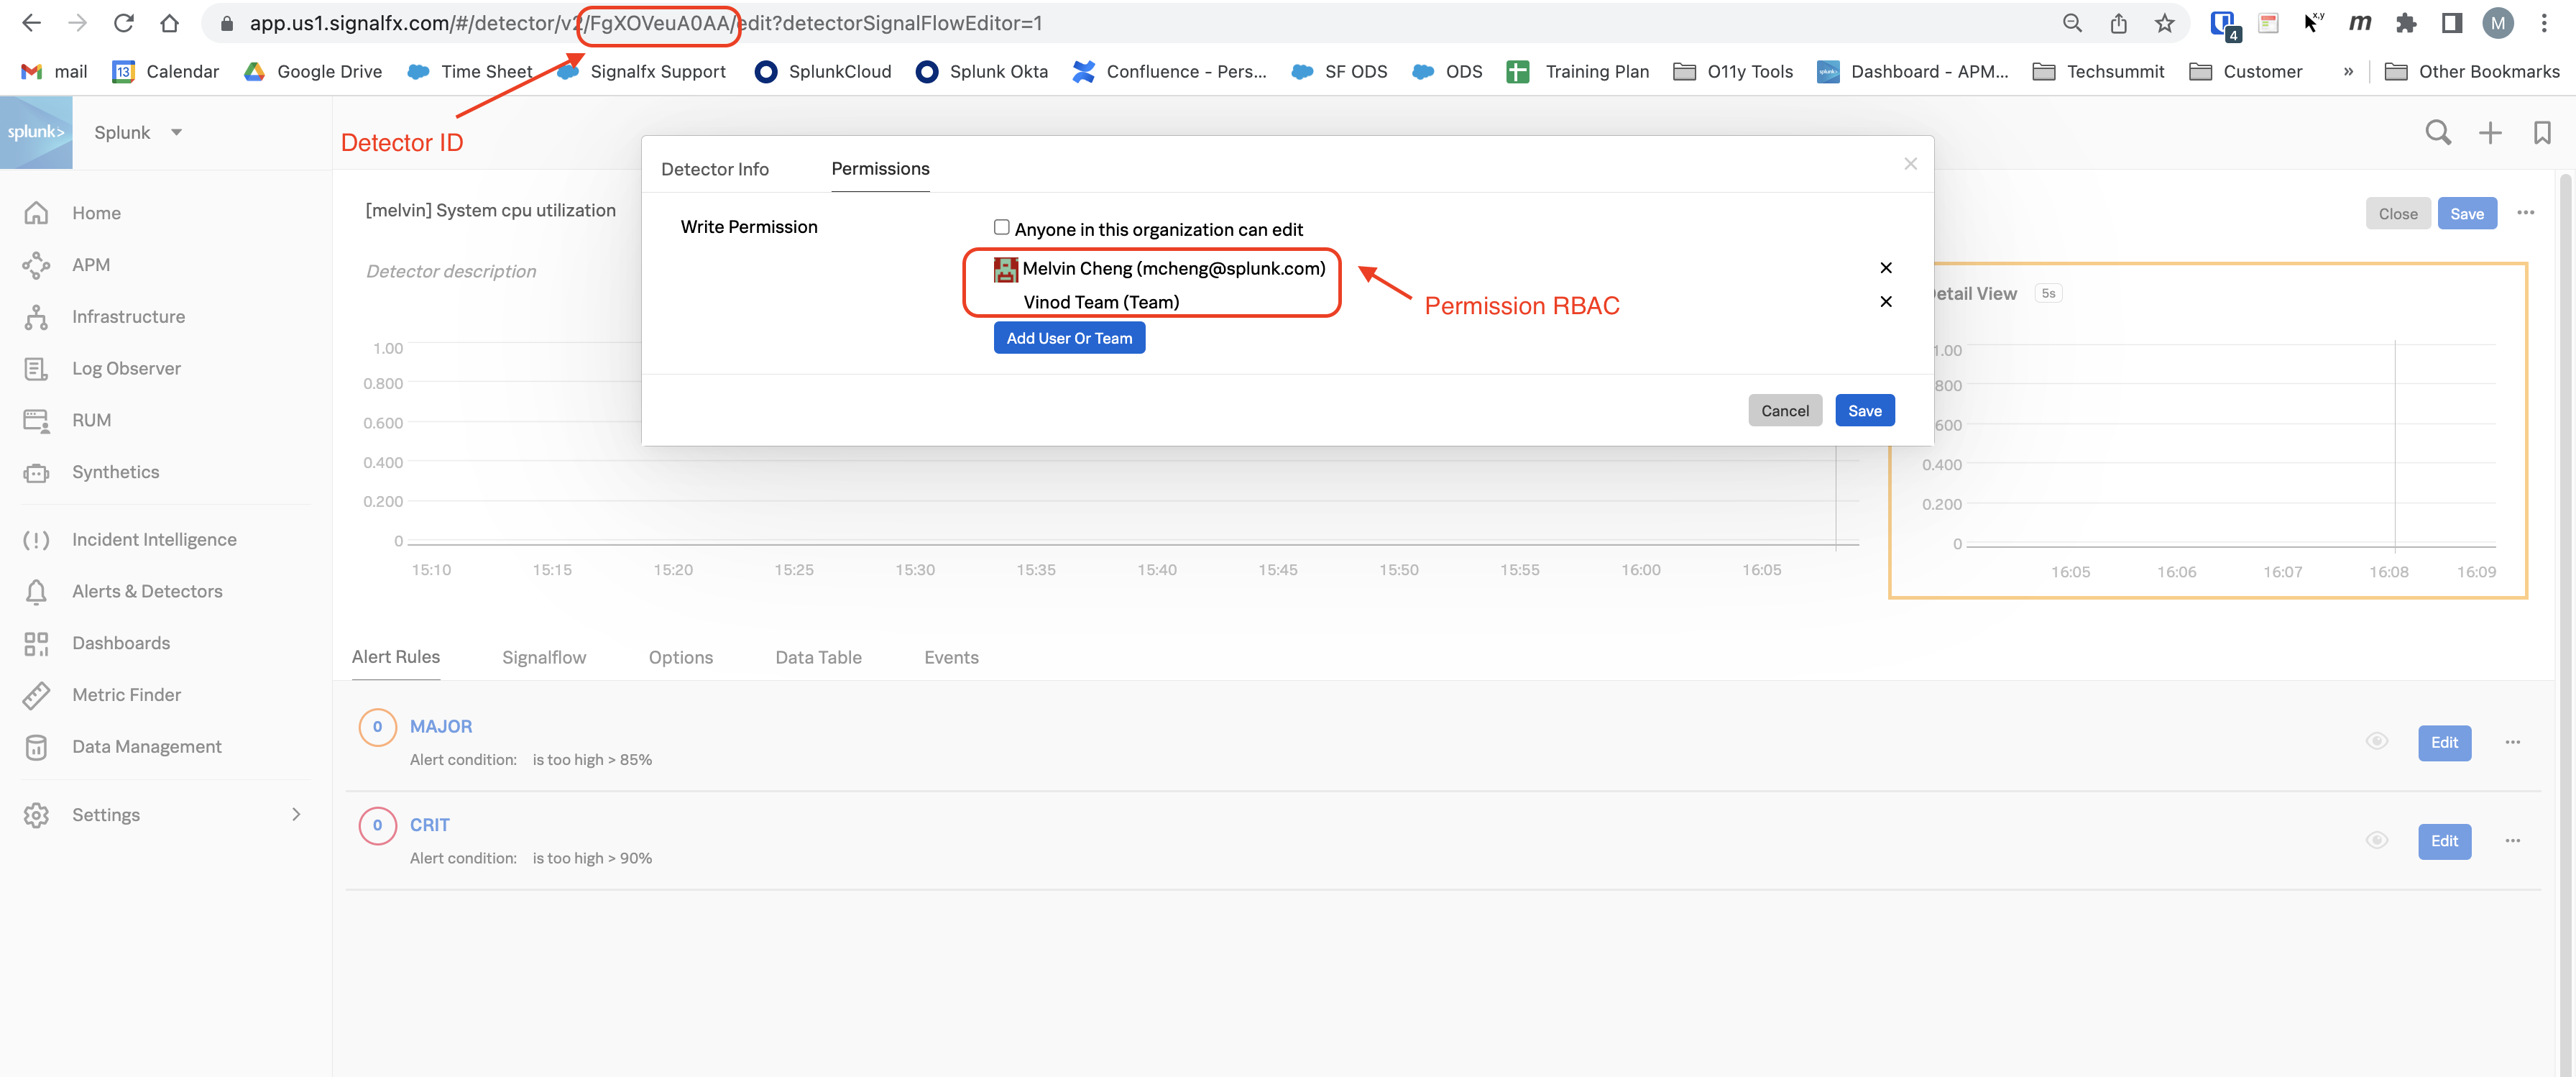 app.us1.signalfx.com/#/detector/v2/FgXOVeuA0AA/edit?detectorSignalFlowEditor=1
4
x,y
m
M
mail
13
Calendar
Google Drive
Time Sheet
Signalfx Support
SplunkCloud
Splunk Okta
Confluence - Pers...
SF ODS
ODS
Training Plan
O11y Tools
splunk>
Dashboard - APM...
Techsummit
Customer
»
Other Bookmarks
splunk>
Splunk
Detector ID
Home
APM
Infrastructure
Log Observer
RUM
Synthetics
Incident Intelligence
Alerts & Detectors
Dashboards
Metric Finder
Data Management
Settings
[melvin] System cpu utilization
Detector description
Close
Save
Detector Info
Permissions
Write Permission
Anyone in this organization can edit
Melvin Cheng (mcheng@splunk.com)
Vinod Team (Team)
Add User Or Team
Permission RBAC
Cancel
Save
1.00
0.800
0.600
0.400
0.200
0
15:10
15:15
15:20
15:25
15:30
15:35
15:40
15:45
15:50
15:55
16:00
16:05
etail View
5s
1.00
800
600
0.400
0.200
0
16:05
16:06
16:07
16:08
16:09
Alert Rules
Signalflow
Options
Data Table
Events
0
MAJOR
Alert condition: is too high > 85%
Edit
0
CRIT
Alert condition: is too high > 90%
Edit